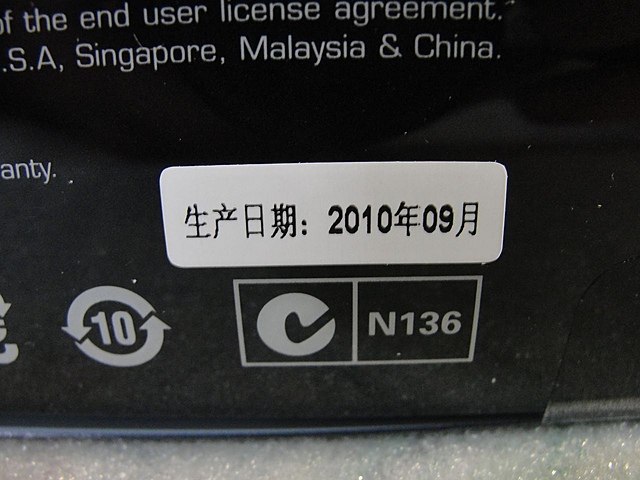 of the end user license agreement.
.S.A, Singapore, Malaysia & China.
anty.
生产日期: 2010年09月
10
N136